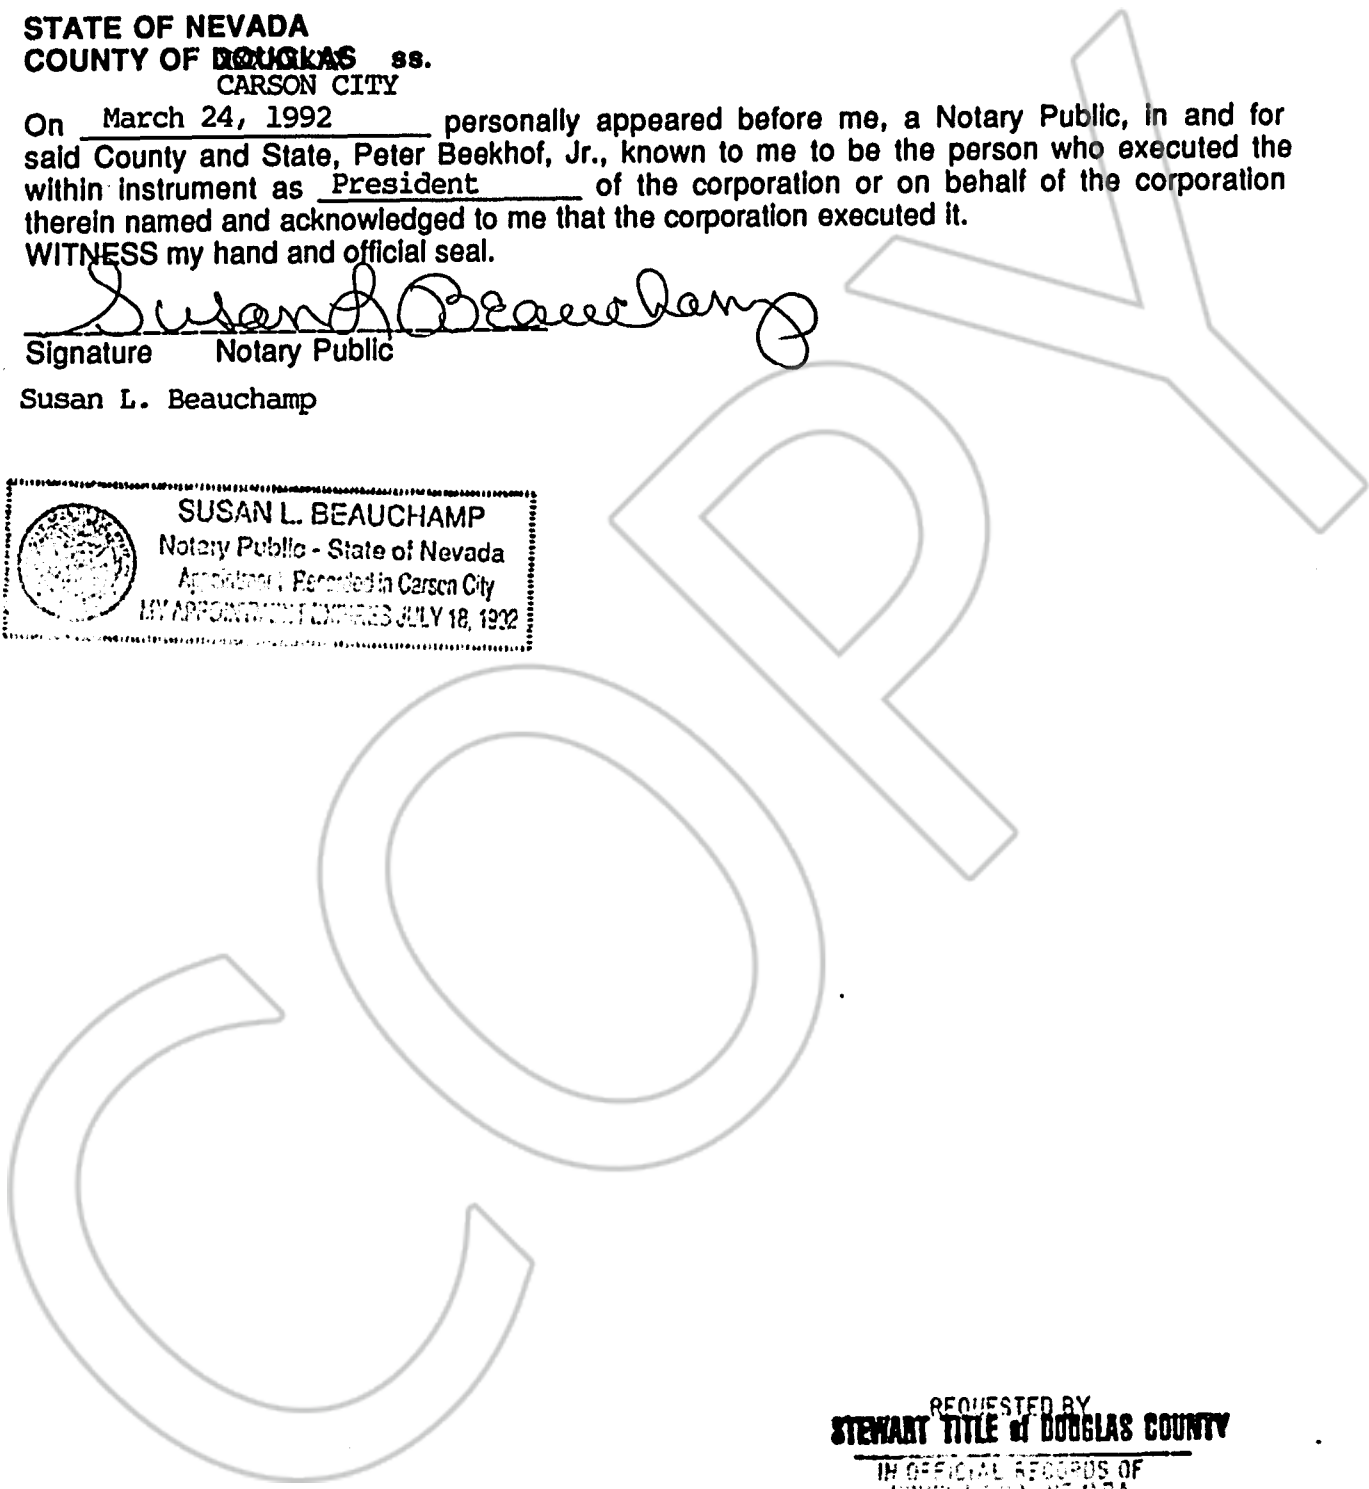 STATE OF NEVADA
COUNTY OF DOUGLAS ss.
CARSON CITY
On March 24, 1992 personally appeared before me, a Notary Public, in and for
said County and State, Peter Beekhof, Jr., known to me to be the person who executed the
within instrument as President of the corporation or on behalf of the corporation
therein named and acknowledged to me that the corporation executed it.
WITNESS my hand and official seal.
Susan L Beauchamp
Signature Notary Public
Susan L. Beauchamp
SUSAN L. BEAUCHAMP
Notary Public - State of Nevada
Appointment Recorded in Carson City
MY APPOINTMENT EXPIRES JULY 18, 1992
COPY
REQUESTED BY
STEWART TITLE of DOUGLAS COUNTY
IN OFFICIAL RECORDS OF